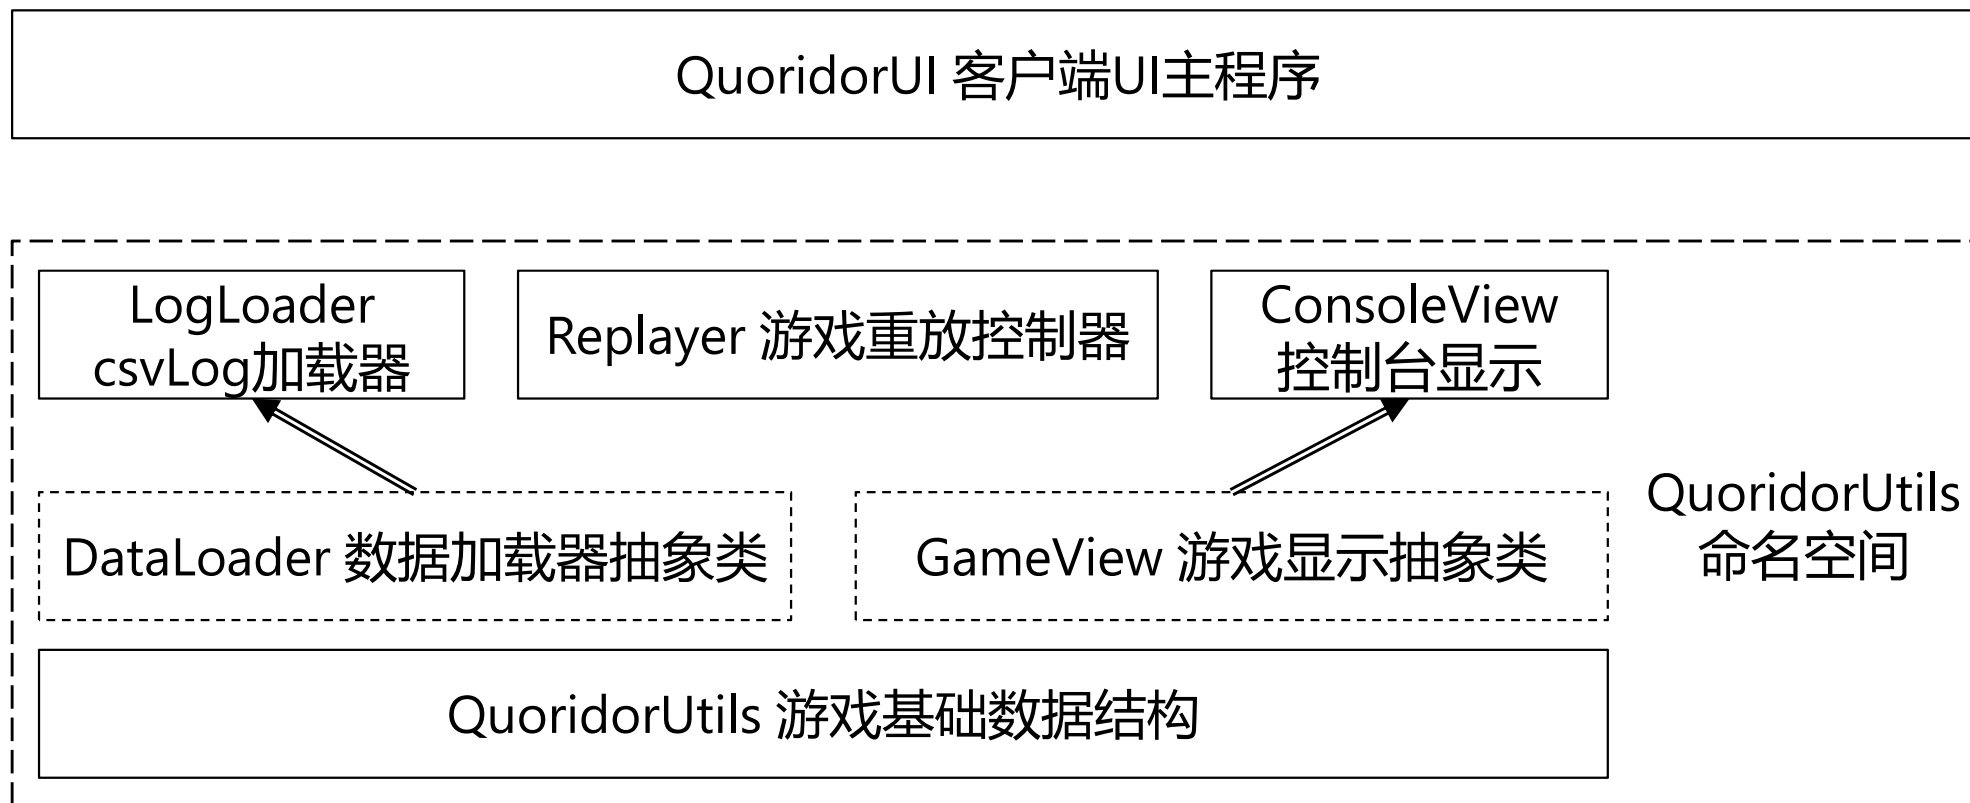 QuoridorUI 客户端UI主程序
LogLoader
csvLog加载器
Replayer 游戏重放控制器
ConsoleView
控制台显示
DataLoader 数据加载器抽象类
GameView 游戏显示抽象类
QuoridorUtils
命名空间
QuoridorUtils 游戏基础数据结构